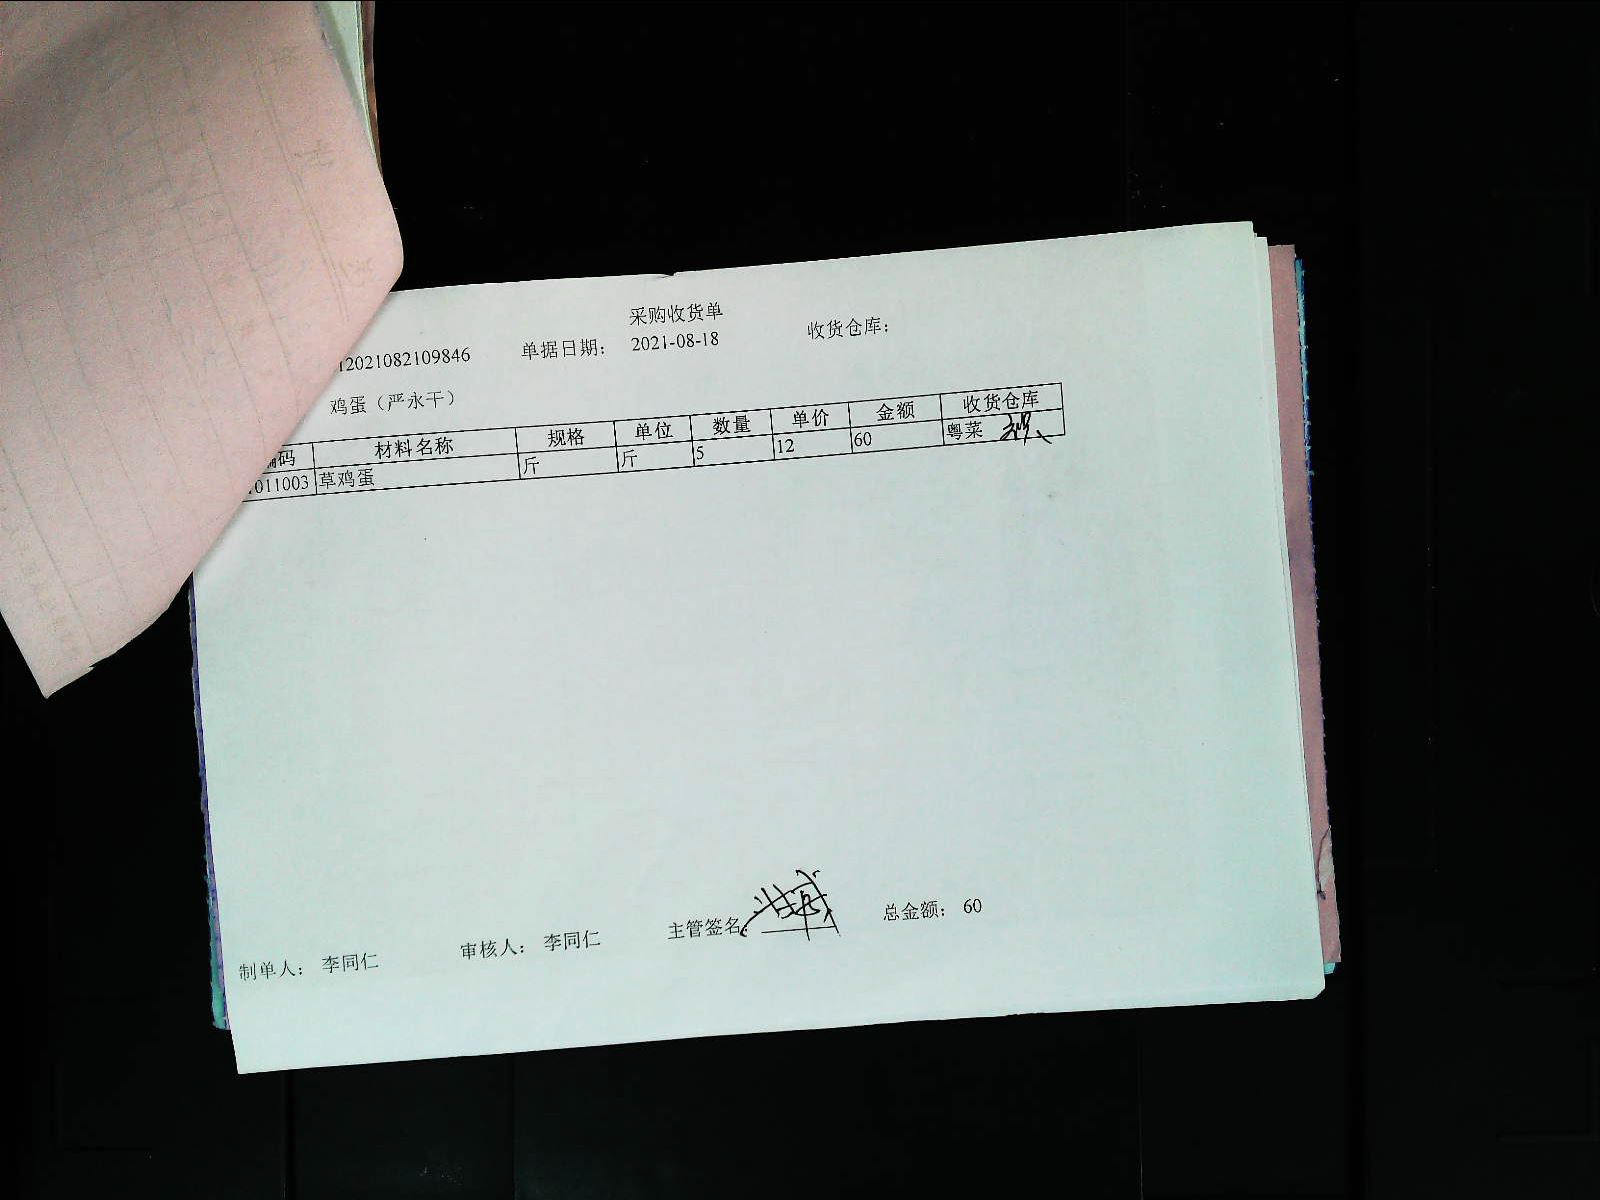 采购收货单
12021082109846 单据日期： 2021-08-18 收货仓库：
鸡蛋（严永干）
编码 材料名称 规格 单位 数量 单价 金额 收货仓库
011003 草鸡蛋 斤 斤 5 12 60 粤菜
制单人： 李同仁 审核人： 李同仁 主管签名： 总金额： 60